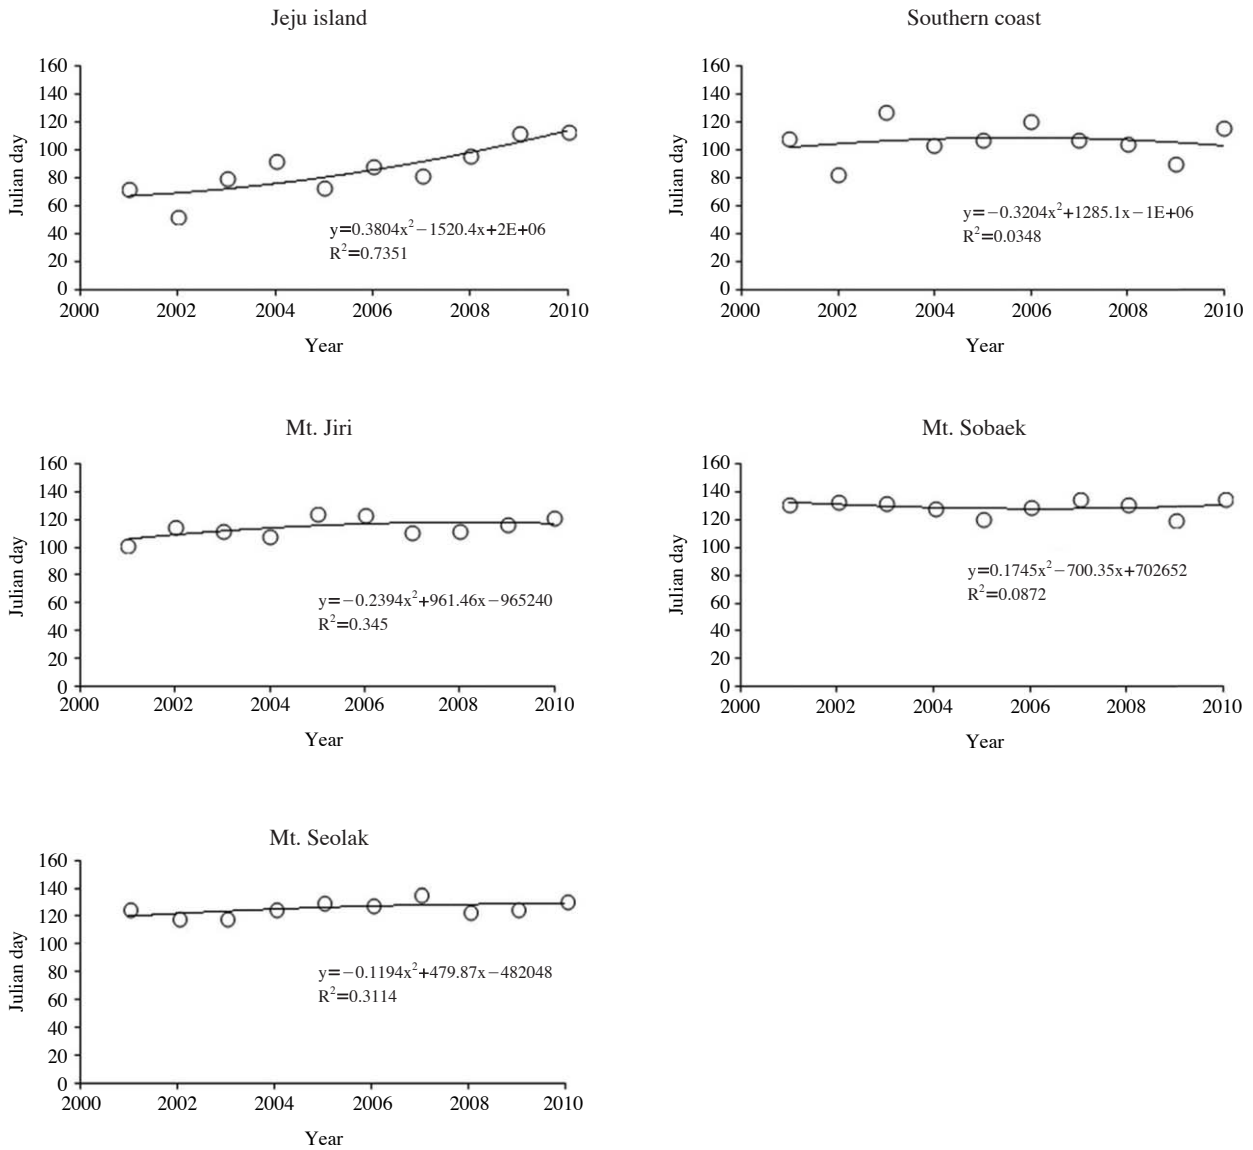 Jeju island
160
140
120
100
80
60
40
20
0
Julian day
y=0.3804x²−1520.4x+2E+06
R²=0.7351
2000 2002 2004 2006 2008 2010
Year
Southern coast
160
140
120
100
80
60
40
20
0
Julian day
y=−0.3204x²+1285.1x−1E+06
R²=0.0348
2000 2002 2004 2006 2008 2010
Year
Mt. Jiri
160
140
120
100
80
60
40
20
0
Julian day
y=−0.2394x²+961.46x−965240
R²=0.345
2000 2002 2004 2006 2008 2010
Year
Mt. Sobaek
160
140
120
100
80
60
40
20
0
Julian day
y=0.1745x²−700.35x+702652
R²=0.0872
2000 2002 2004 2006 2008 2010
Year
Mt. Seolak
160
140
120
100
80
60
40
20
0
Julian day
y=−0.1194x²+479.87x−482048
R²=0.3114
2000 2002 2004 2006 2008 2010
Year